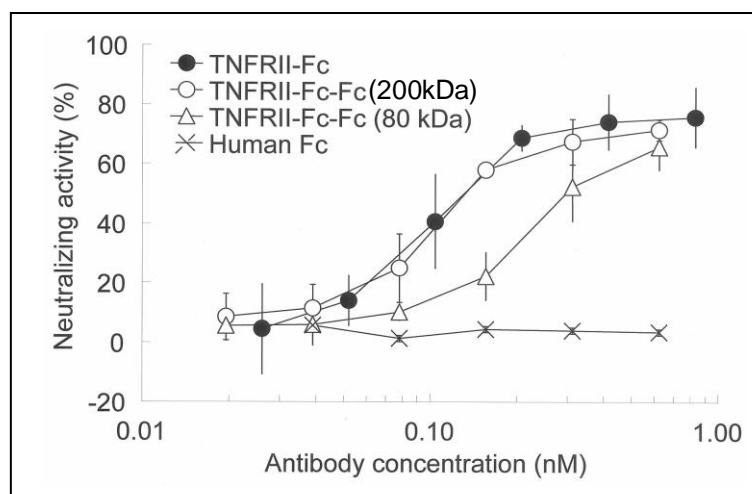 100
80
60
40
20
0
-20
Neutralizing activity (%)
TNFRII-Fc
TNFRII-Fc-Fc (200kDa)
TNFRII-Fc-Fc (80 kDa)
Human Fc
0.01 0.10 1.00
Antibody concentration (nM)